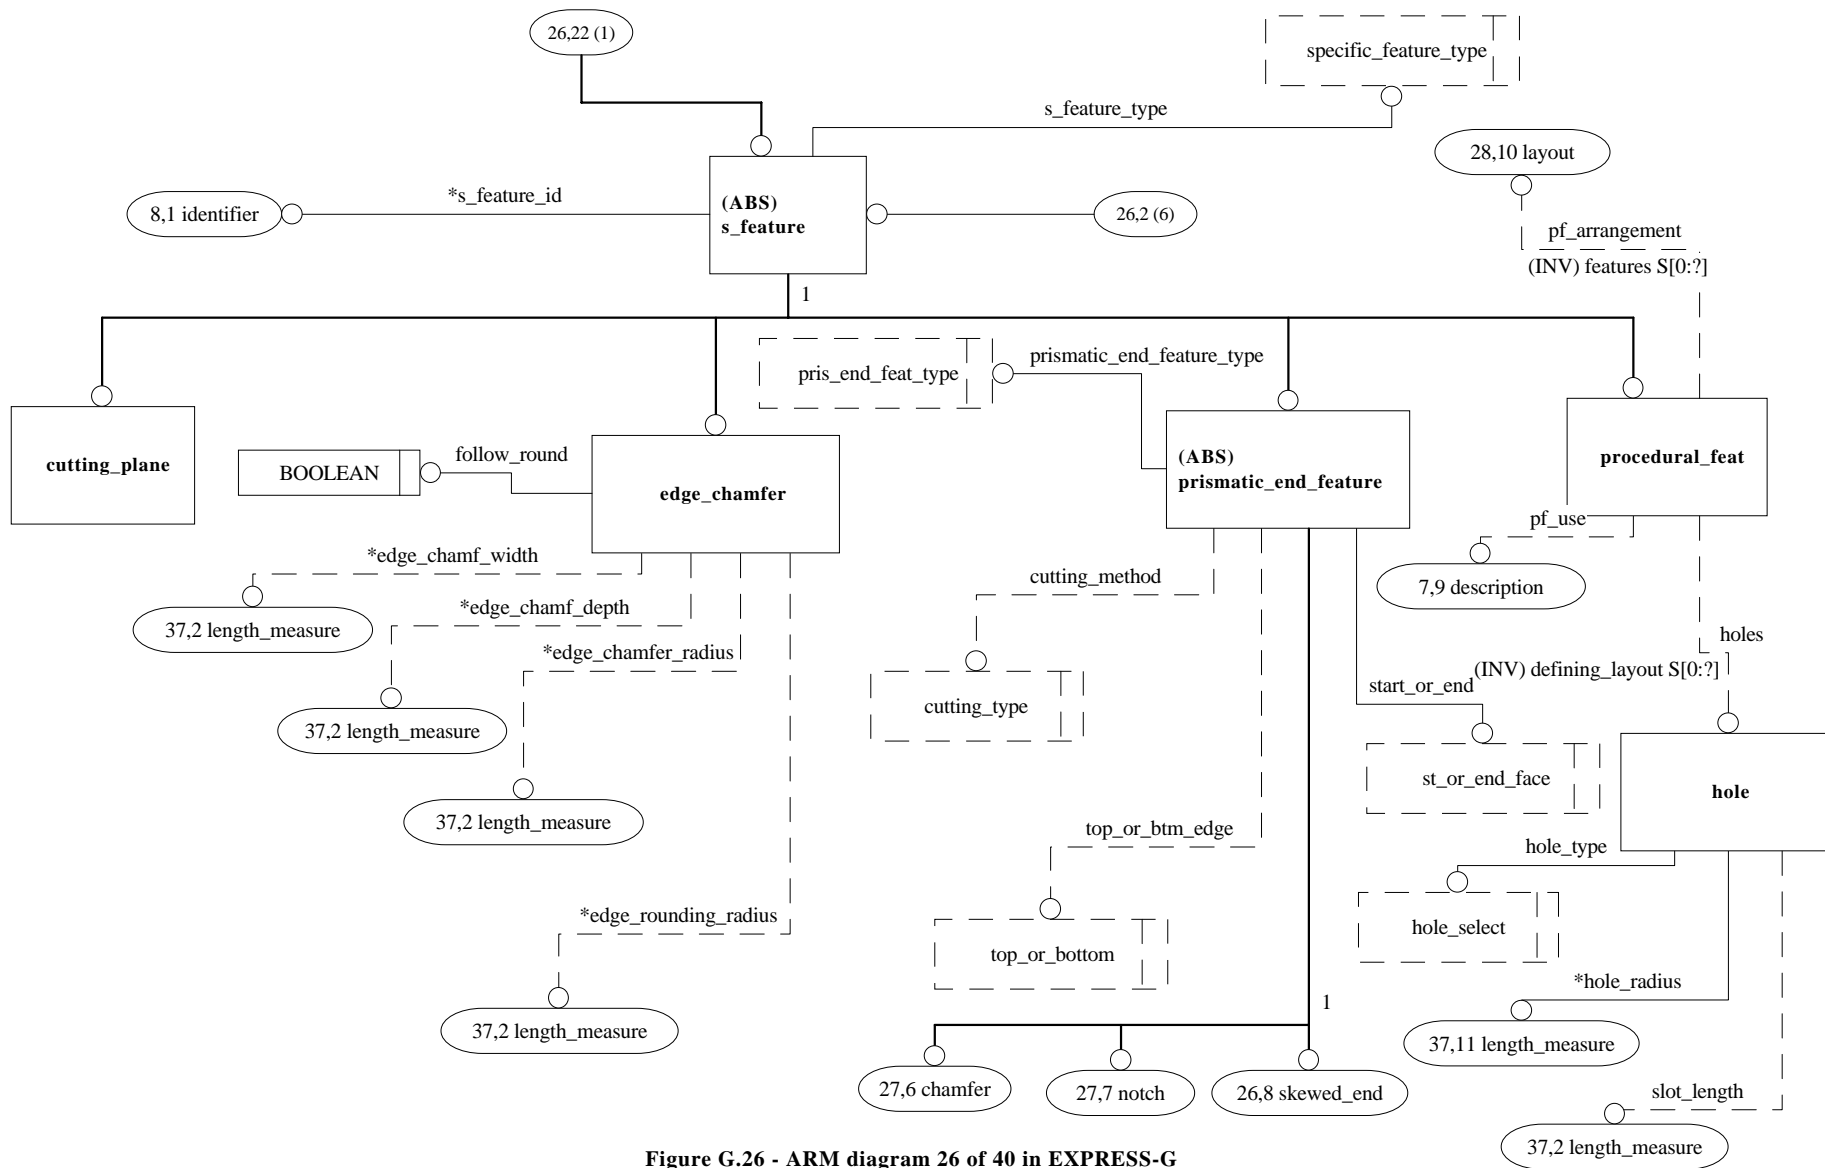 26,22 (1)
specific_feature_type
s_feature_type
28,10 layout
*s_feature_id
8,1 identifier
(ABS)
s_feature
26,2 (6)
pf_arrangement
(INV) features S[0:?]
1
prismatic_end_feature_type
pris_end_feat_type
cutting_plane
follow_round
BOOLEAN
edge_chamfer
(ABS)
prismatic_end_feature
procedural_feat
pf_use
*edge_chamf_width
cutting_method
7,9 description
*edge_chamf_depth
37,2 length_measure
holes
*edge_chamfer_radius
(INV) defining_layout S[0:?]
start_or_end
cutting_type
37,2 length_measure
st_or_end_face
hole
37,2 length_measure
top_or_btm_edge
hole_type
*edge_rounding_radius
hole_select
top_or_bottom
*hole_radius
1
37,2 length_measure
37,11 length_measure
27,6 chamfer
27,7 notch
26,8 skewed_end
slot_length
37,2 length_measure
Figure G.26 - ARM diagram 26 of 40 in EXPRESS-G